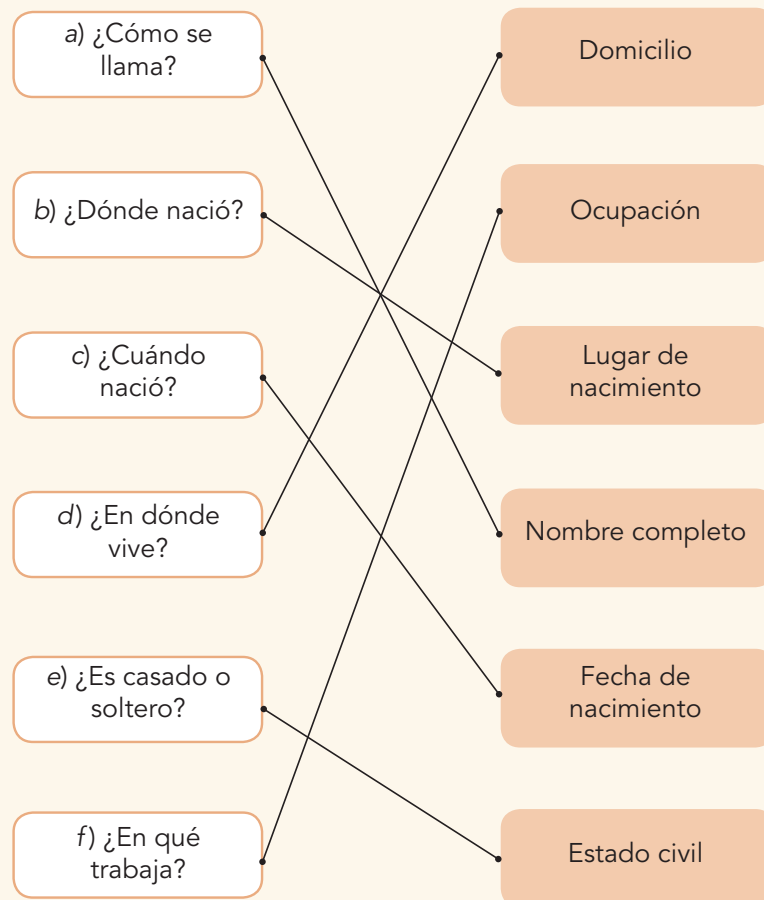 a) ¿Cómo se
llama?
Domicilio
b) ¿Dónde nació?
Ocupación
c) ¿Cuándo
nació?
Lugar de
nacimiento
d) ¿En dónde
vive?
Nombre completo
e) ¿Es casado o
soltero?
Fecha de
nacimiento
f) ¿En qué
trabaja?
Estado civil